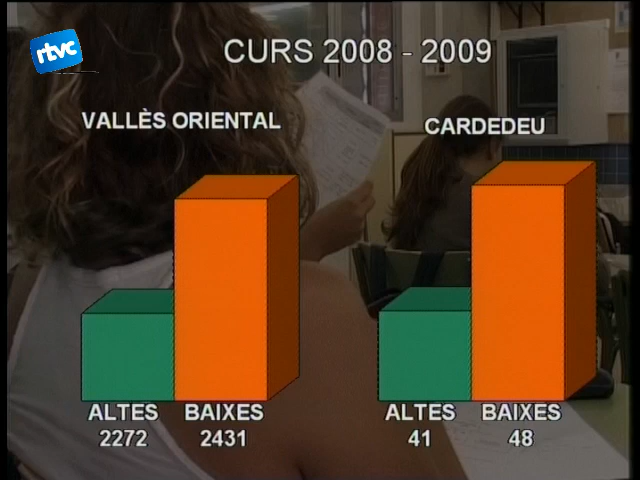 rtvc
CURS 2008 - 2009
VALLÈS ORIENTAL
CARDEDEU
ALTES BAIXES
2272 2431
ALTES BAIXES
41 48